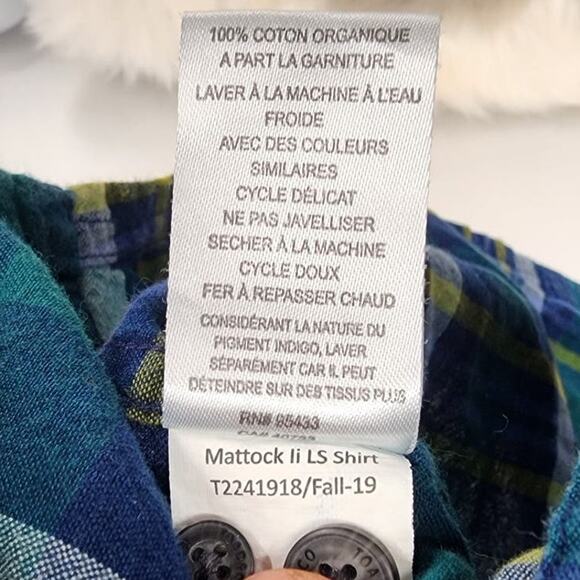 100% COTON ORGANIQUE
A PART LA GARNITURE
LAVER À LA MACHINE À L'EAU
FROIDE
AVEC DES COULEURS
SIMILAIRES
CYCLE DÉLICAT
NE PAS JAVELLISER
SECHER À LA MACHINE
CYCLE DOUX
FER À REPASSER CHAUD
CONSIDÉRANT LA NATURE DU
PIGMENT INDIGO, LAVER
SÉPARÉMENT CAR IL PEUT
DÉTEINDRE SUR DES TISSUS PLUS
RN# 95433
Mattock Ii LS Shirt
T2241918/Fall-19